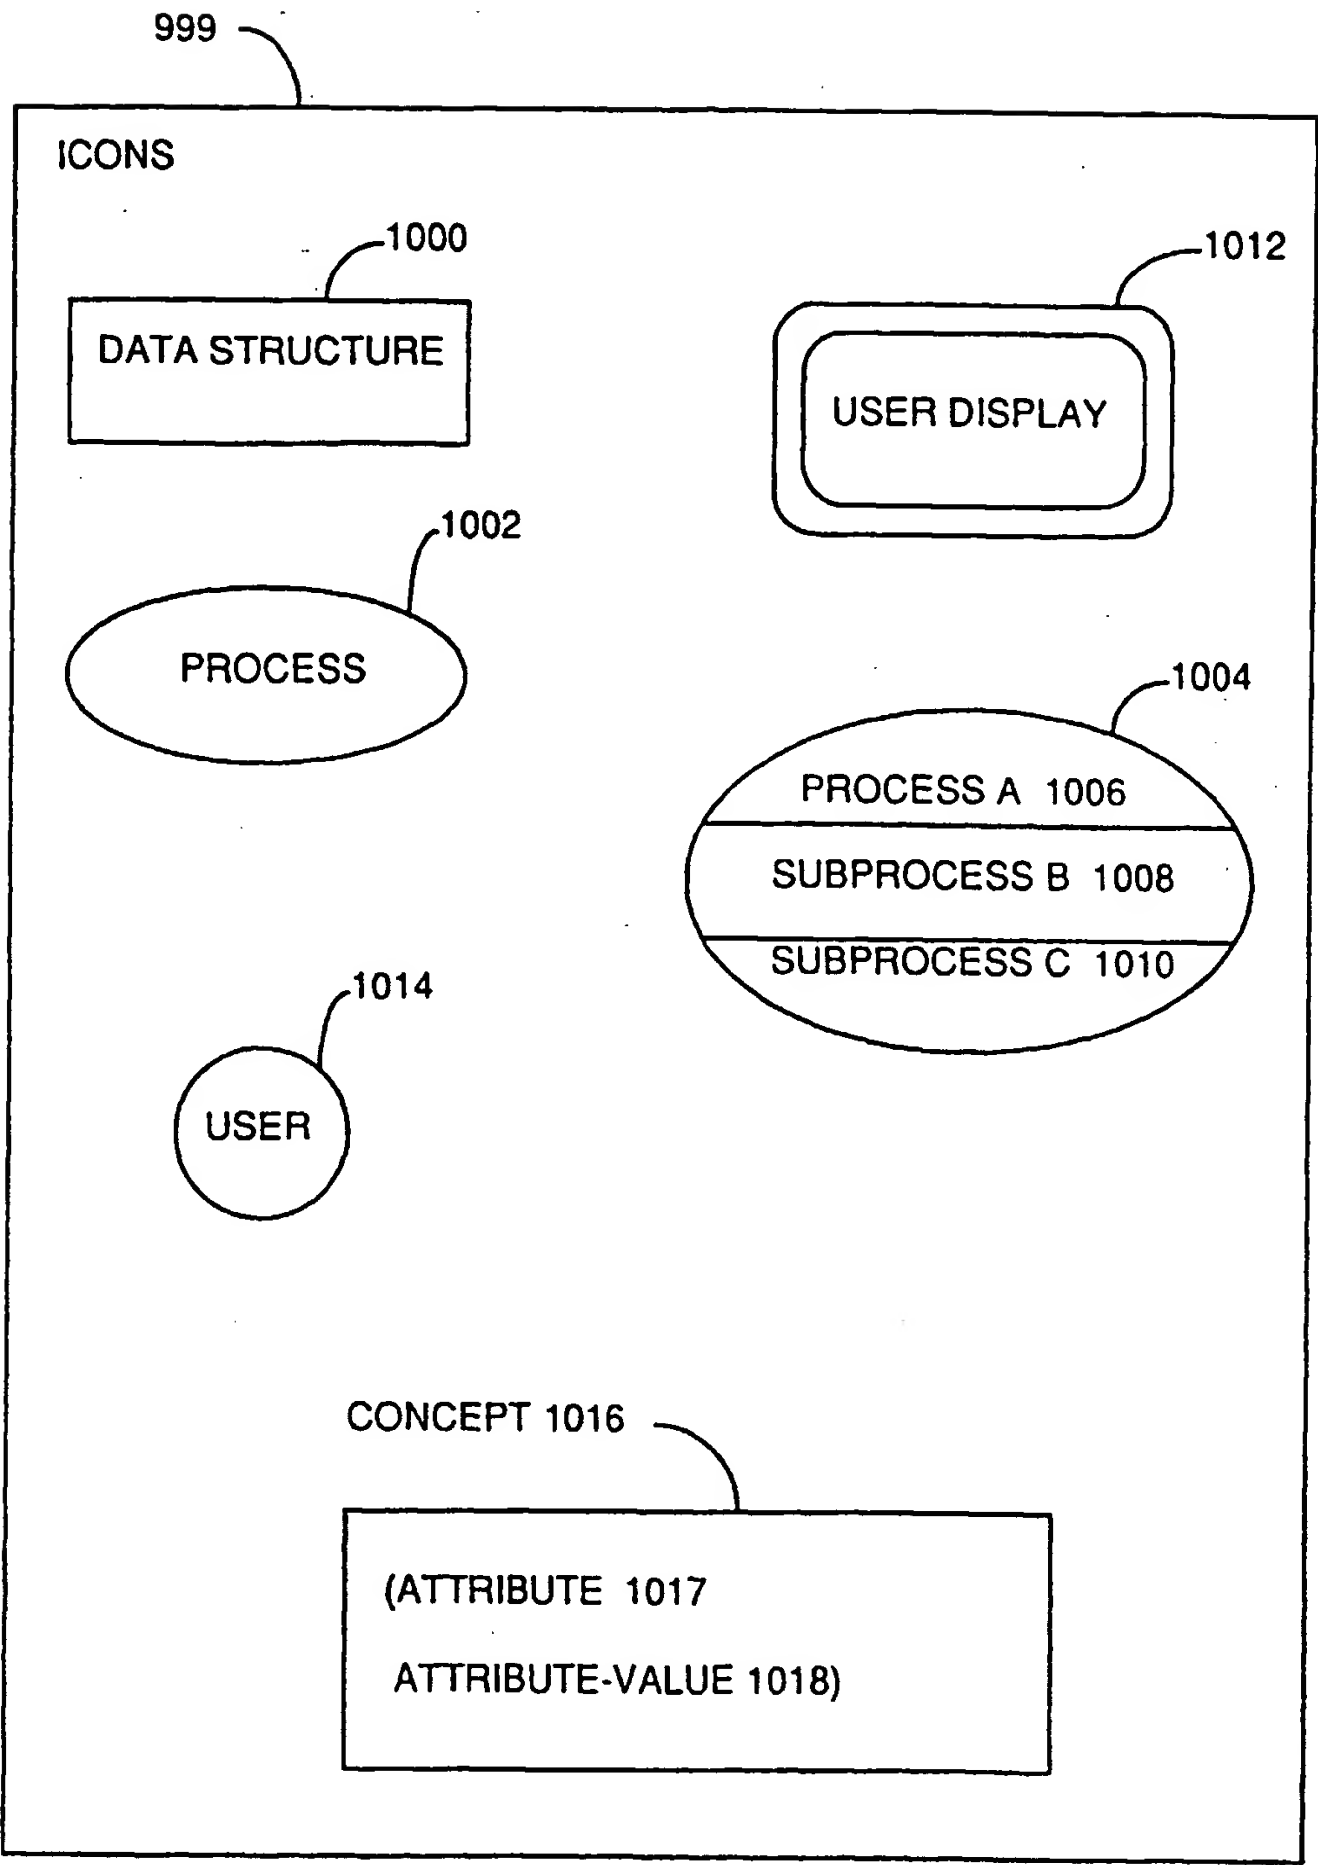 999
ICONS
1000
DATA STRUCTURE
1012
USER DISPLAY
1002
PROCESS
1004
PROCESS A 1006
SUBPROCESS B 1008
SUBPROCESS C 1010
1014
USER
CONCEPT 1016
(ATTRIBUTE 1017
ATTRIBUTE-VALUE 1018)